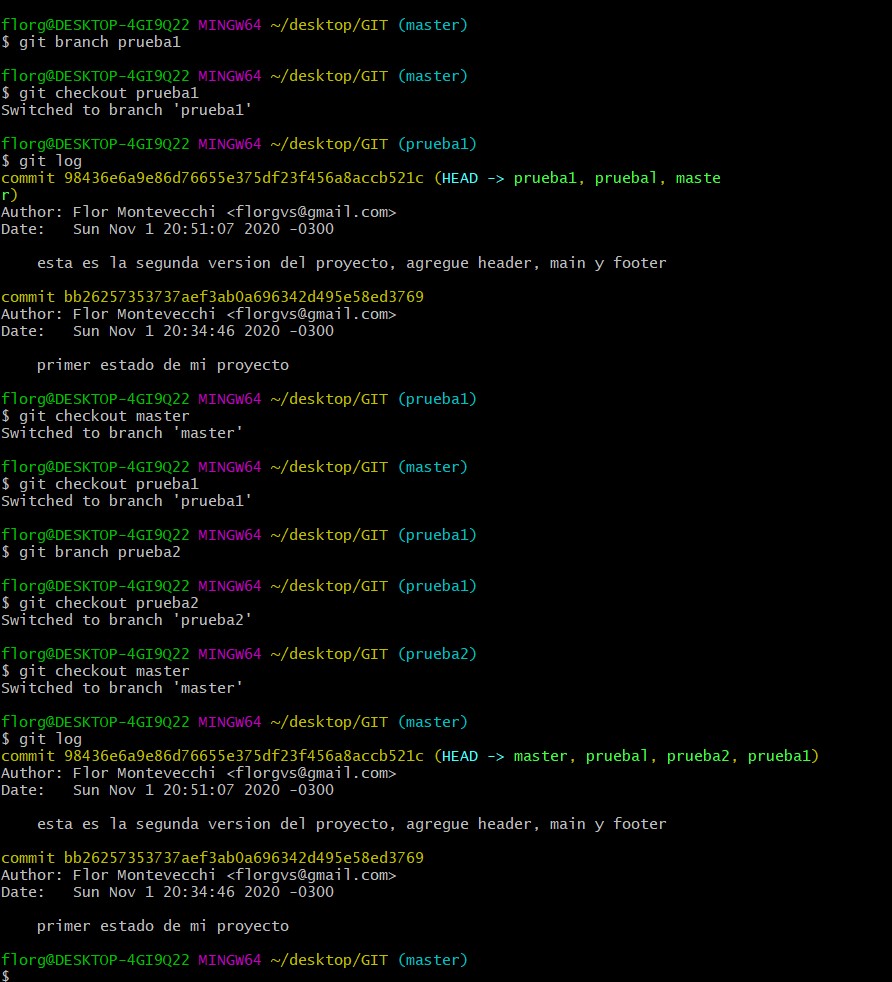 florg@DESKTOP-4GI9Q22 MINGW64 ~/desktop/GIT (master)
$ git branch prueba1
florg@DESKTOP-4GI9Q22 MINGW64 ~/desktop/GIT (master)
$ git checkout prueba1
Switched to branch 'prueba1'
florg@DESKTOP-4GI9Q22 MINGW64 ~/desktop/GIT (prueba1)
$ git log
commit 98436e6a9e86d76655e375df23f456a8accb521c (HEAD -> prueba1, pruebal, maste
r)
Author: Flor Montevecchi <florgvs@gmail.com>
Date:   Sun Nov 1 20:51:07 2020 -0300
    esta es la segunda version del proyecto, agregue header, main y footer
commit bb26257353737aef3ab0a696342d495e58ed3769
Author: Flor Montevecchi <florgvs@gmail.com>
Date:   Sun Nov 1 20:34:46 2020 -0300
    primer estado de mi proyecto
florg@DESKTOP-4GI9Q22 MINGW64 ~/desktop/GIT (prueba1)
$ git checkout master
Switched to branch 'master'
florg@DESKTOP-4GI9Q22 MINGW64 ~/desktop/GIT (master)
$ git checkout prueba1
Switched to branch 'prueba1'
florg@DESKTOP-4GI9Q22 MINGW64 ~/desktop/GIT (prueba1)
$ git branch prueba2
florg@DESKTOP-4GI9Q22 MINGW64 ~/desktop/GIT (prueba1)
$ git checkout prueba2
Switched to branch 'prueba2'
florg@DESKTOP-4GI9Q22 MINGW64 ~/desktop/GIT (prueba2)
$ git checkout master
Switched to branch 'master'
florg@DESKTOP-4GI9Q22 MINGW64 ~/desktop/GIT (master)
$ git log
commit 98436e6a9e86d76655e375df23f456a8accb521c (HEAD -> master, pruebal, prueba2, prueba1)
Author: Flor Montevecchi <florgvs@gmail.com>
Date:   Sun Nov 1 20:51:07 2020 -0300
    esta es la segunda version del proyecto, agregue header, main y footer
commit bb26257353737aef3ab0a696342d495e58ed3769
Author: Flor Montevecchi <florgvs@gmail.com>
Date:   Sun Nov 1 20:34:46 2020 -0300
    primer estado de mi proyecto
florg@DESKTOP-4GI9Q22 MINGW64 ~/desktop/GIT (master)
$